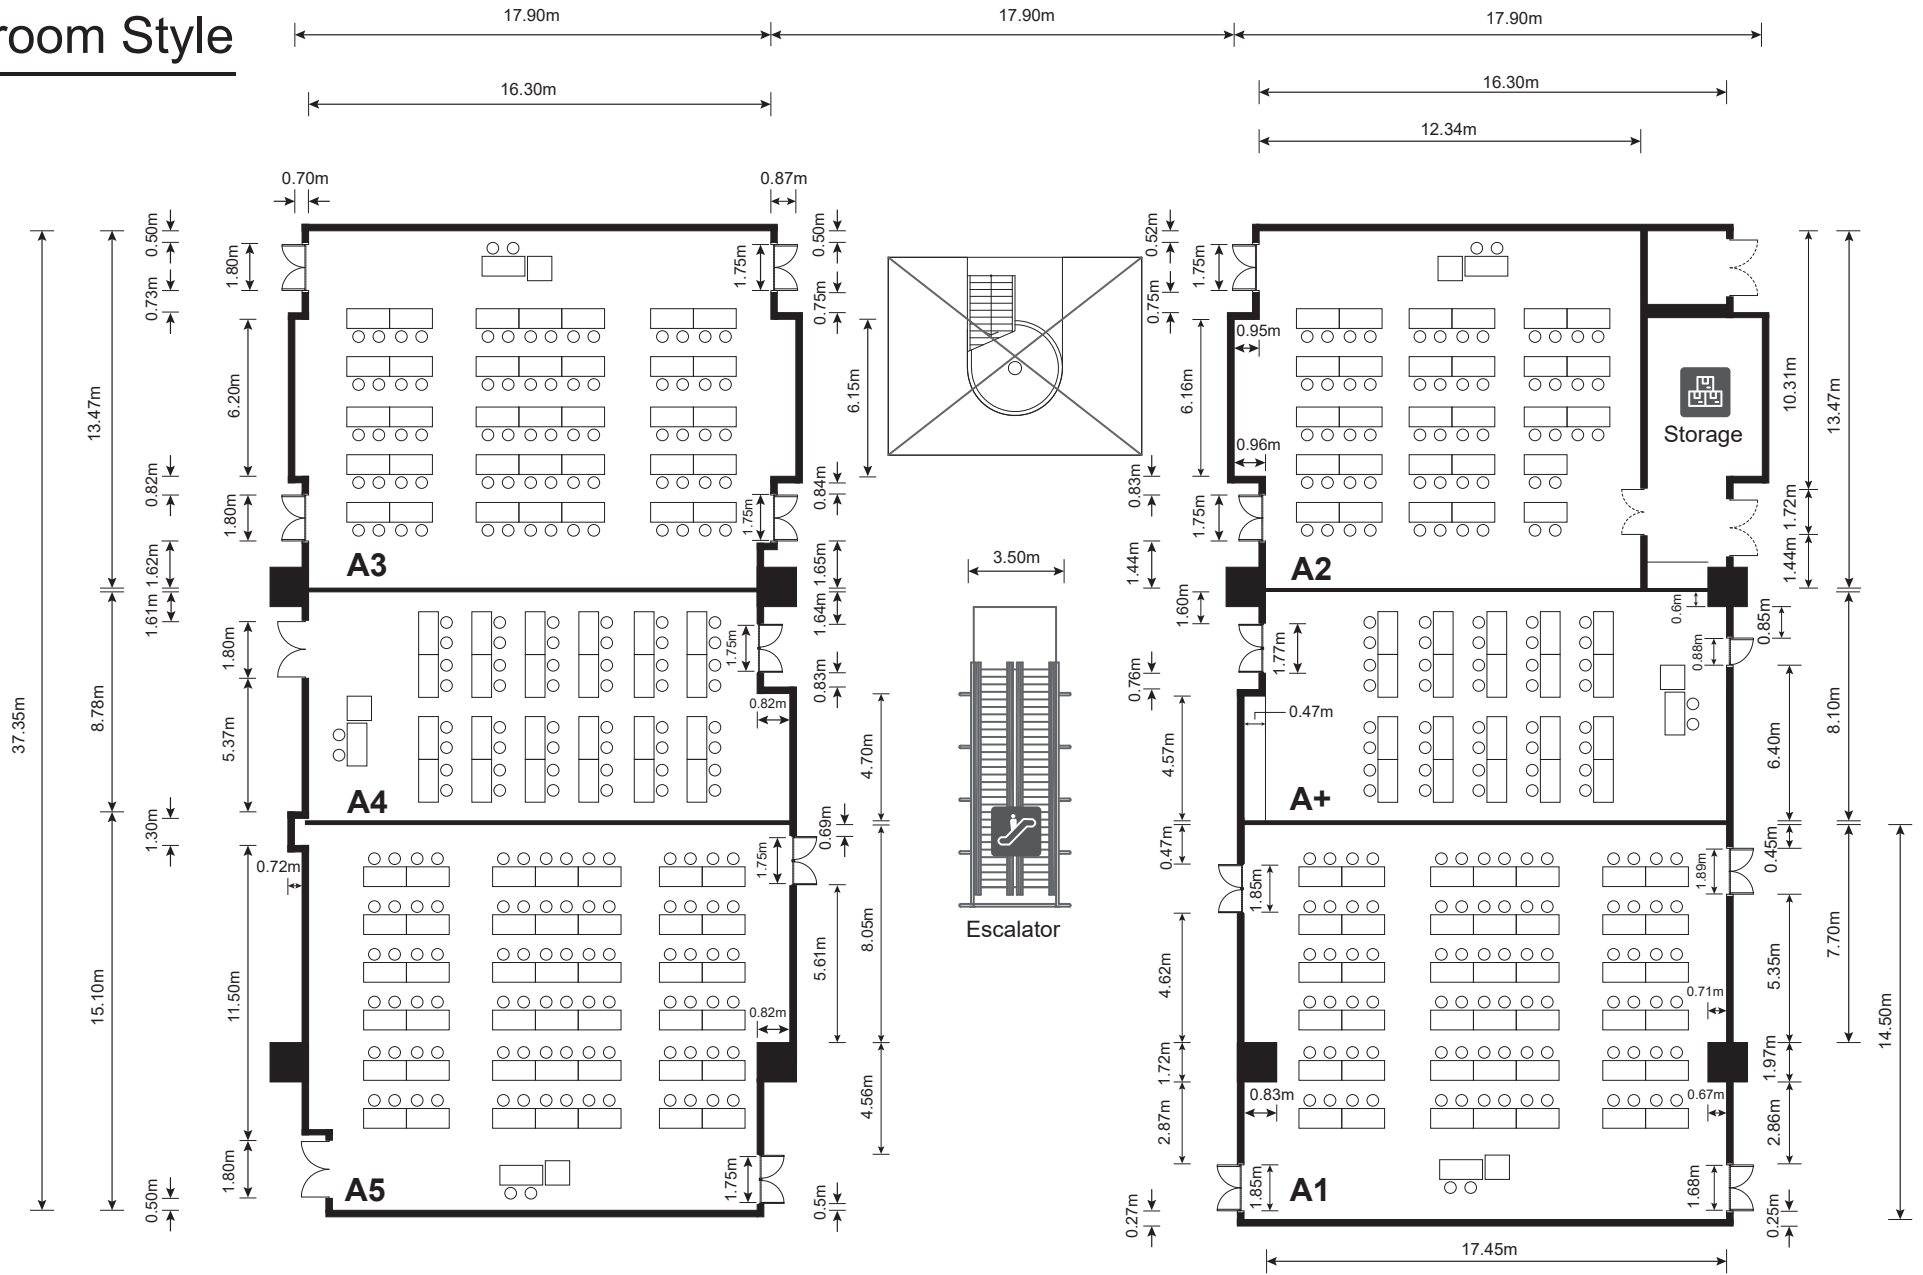 room Style
17.90m
17.90m
17.90m
16.30m
16.30m
12.34m
0.70m
0.87m
0.50m
0.73m
0.82m
1.62m
1.61m
1.30m
0.50m
1.80m
6.20m
1.80m
1.80m
5.37m
0.72m
11.50m
1.80m
37.35m
13.47m
8.78m
15.10m
1.75m
1.75m
1.75m
0.82m
1.75m
0.82m
1.75m
0.50m
0.75m
0.84m
1.65m
1.64m
0.83m
0.69m
5.61m
0.5m
6.15m
4.70m
8.05m
4.56m
A3
A4
A5
3.50m
Escalator
0.52m
0.75m
0.83m
1.44m
1.60m
0.76m
0.47m
4.62m
1.72m
2.87m
0.27m
1.75m
6.16m
1.75m
4.57m
0.95m
0.96m
1.77m
0.47m
1.85m
0.83m
1.85m
Storage
A2
A+
A1
0.6m
0.88m
0.85m
1.89m
0.71m
0.67m
1.68m
10.31m
1.72m
1.44m
6.40m
0.45m
5.35m
1.97m
2.86m
0.25m
13.47m
8.10m
7.70m
14.50m
17.45m